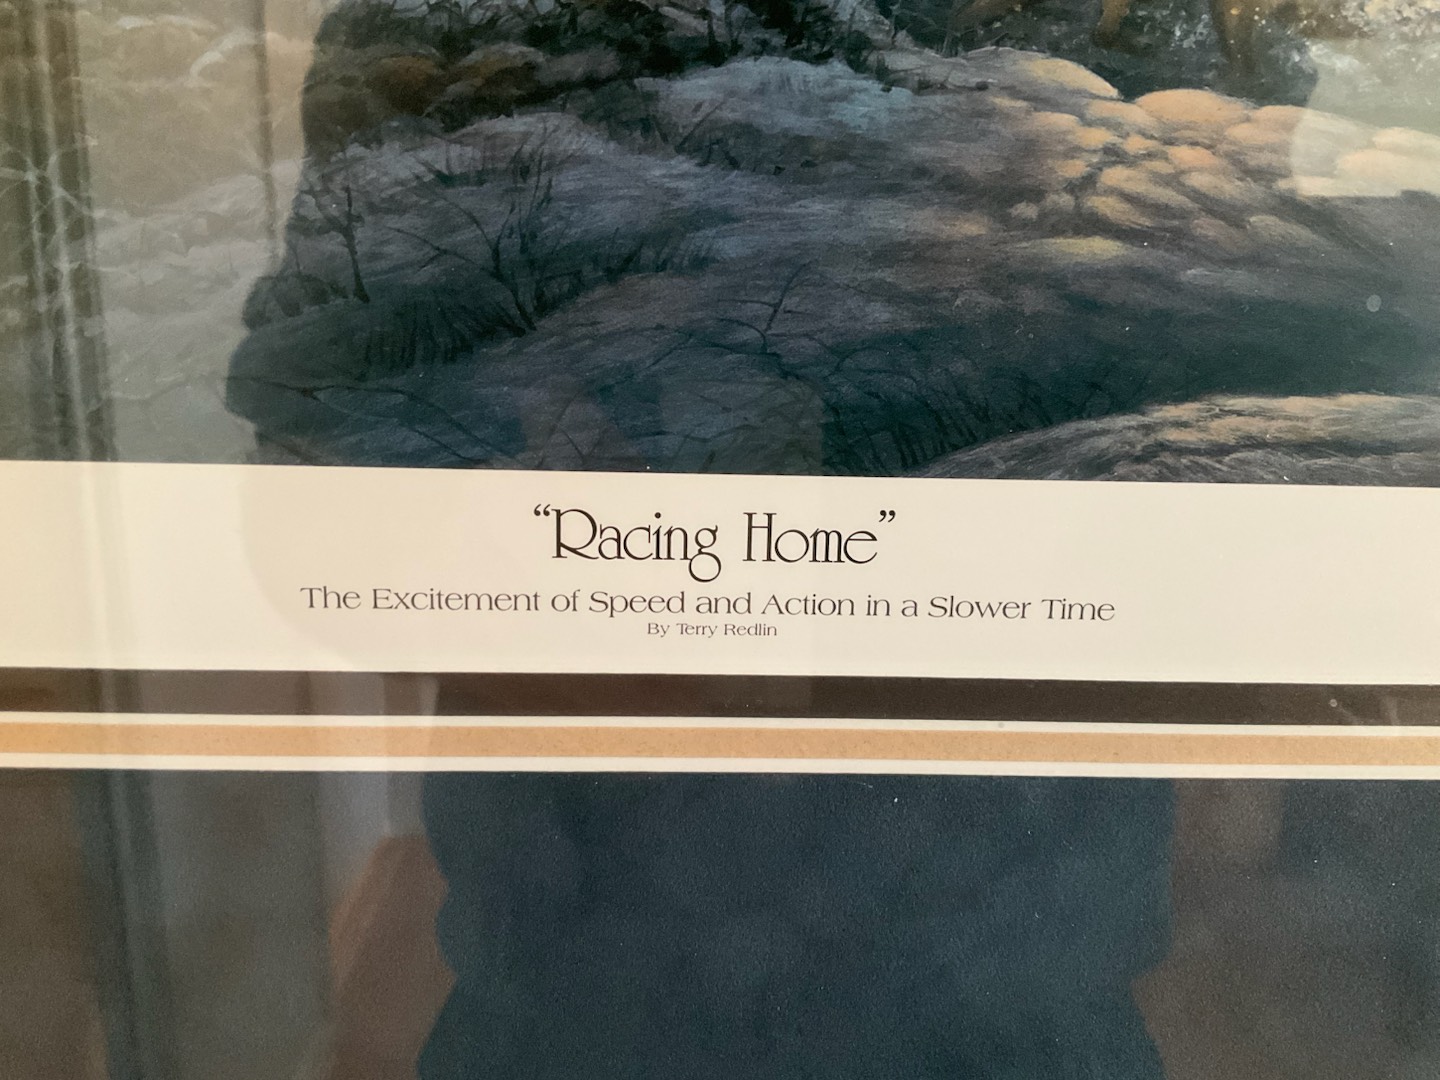 “Racing Home”
The Excitement of Speed and Action in a Slower Time
By Terry Redlin